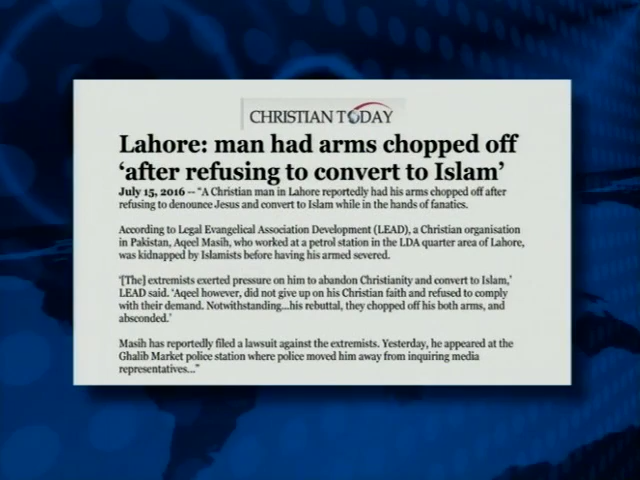 CHRISTIAN TODAY
Lahore: man had arms chopped off
‘after refusing to convert to Islam’
July 15, 2016 -- "A Christian man in Lahore reportedly had his arms chopped off after
refusing to denounce Jesus and convert to Islam while in the hands of fanatics.
According to Legal Evangelical Association Development (LEAD), a Christian organisation
in Pakistan, Aqeel Masih, who worked at a petrol station in the LDA quarter area of Lahore,
was kidnapped by Islamists before having his armed severed.
‘[The] extremists exerted pressure on him to abandon Christianity and convert to Islam,’
LEAD said. ‘Aqeel however, did not give up on his Christian faith and refused to comply
with their demand. Notwithstanding...his rebuttal, they chopped off his both arms, and
absconded.’
Masih has reportedly filed a lawsuit against the extremists. Yesterday, he appeared at the
Ghalib Market police station where police moved him away from inquiring media
representatives..."